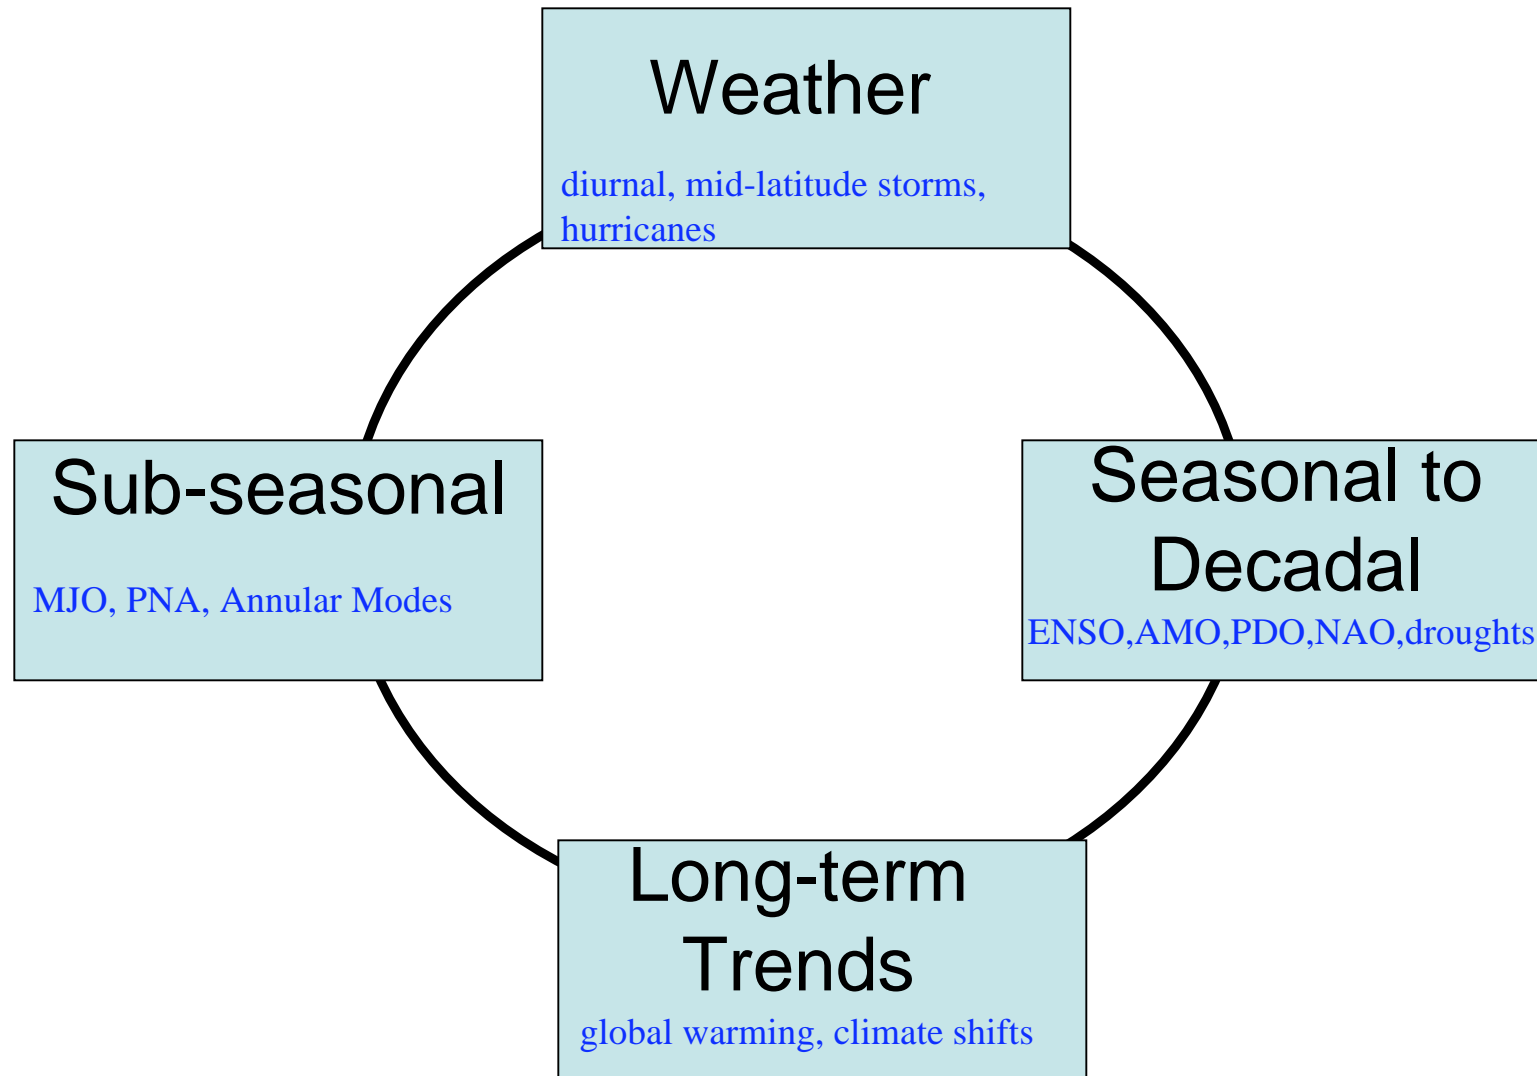 Weather
diurnal, mid-latitude storms,
hurricanes
Sub-seasonal
MJO, PNA, Annular Modes
Seasonal to
Decadal
ENSO,AMO,PDO,NAO,droughts
Long-term
Trends
global warming, climate shifts